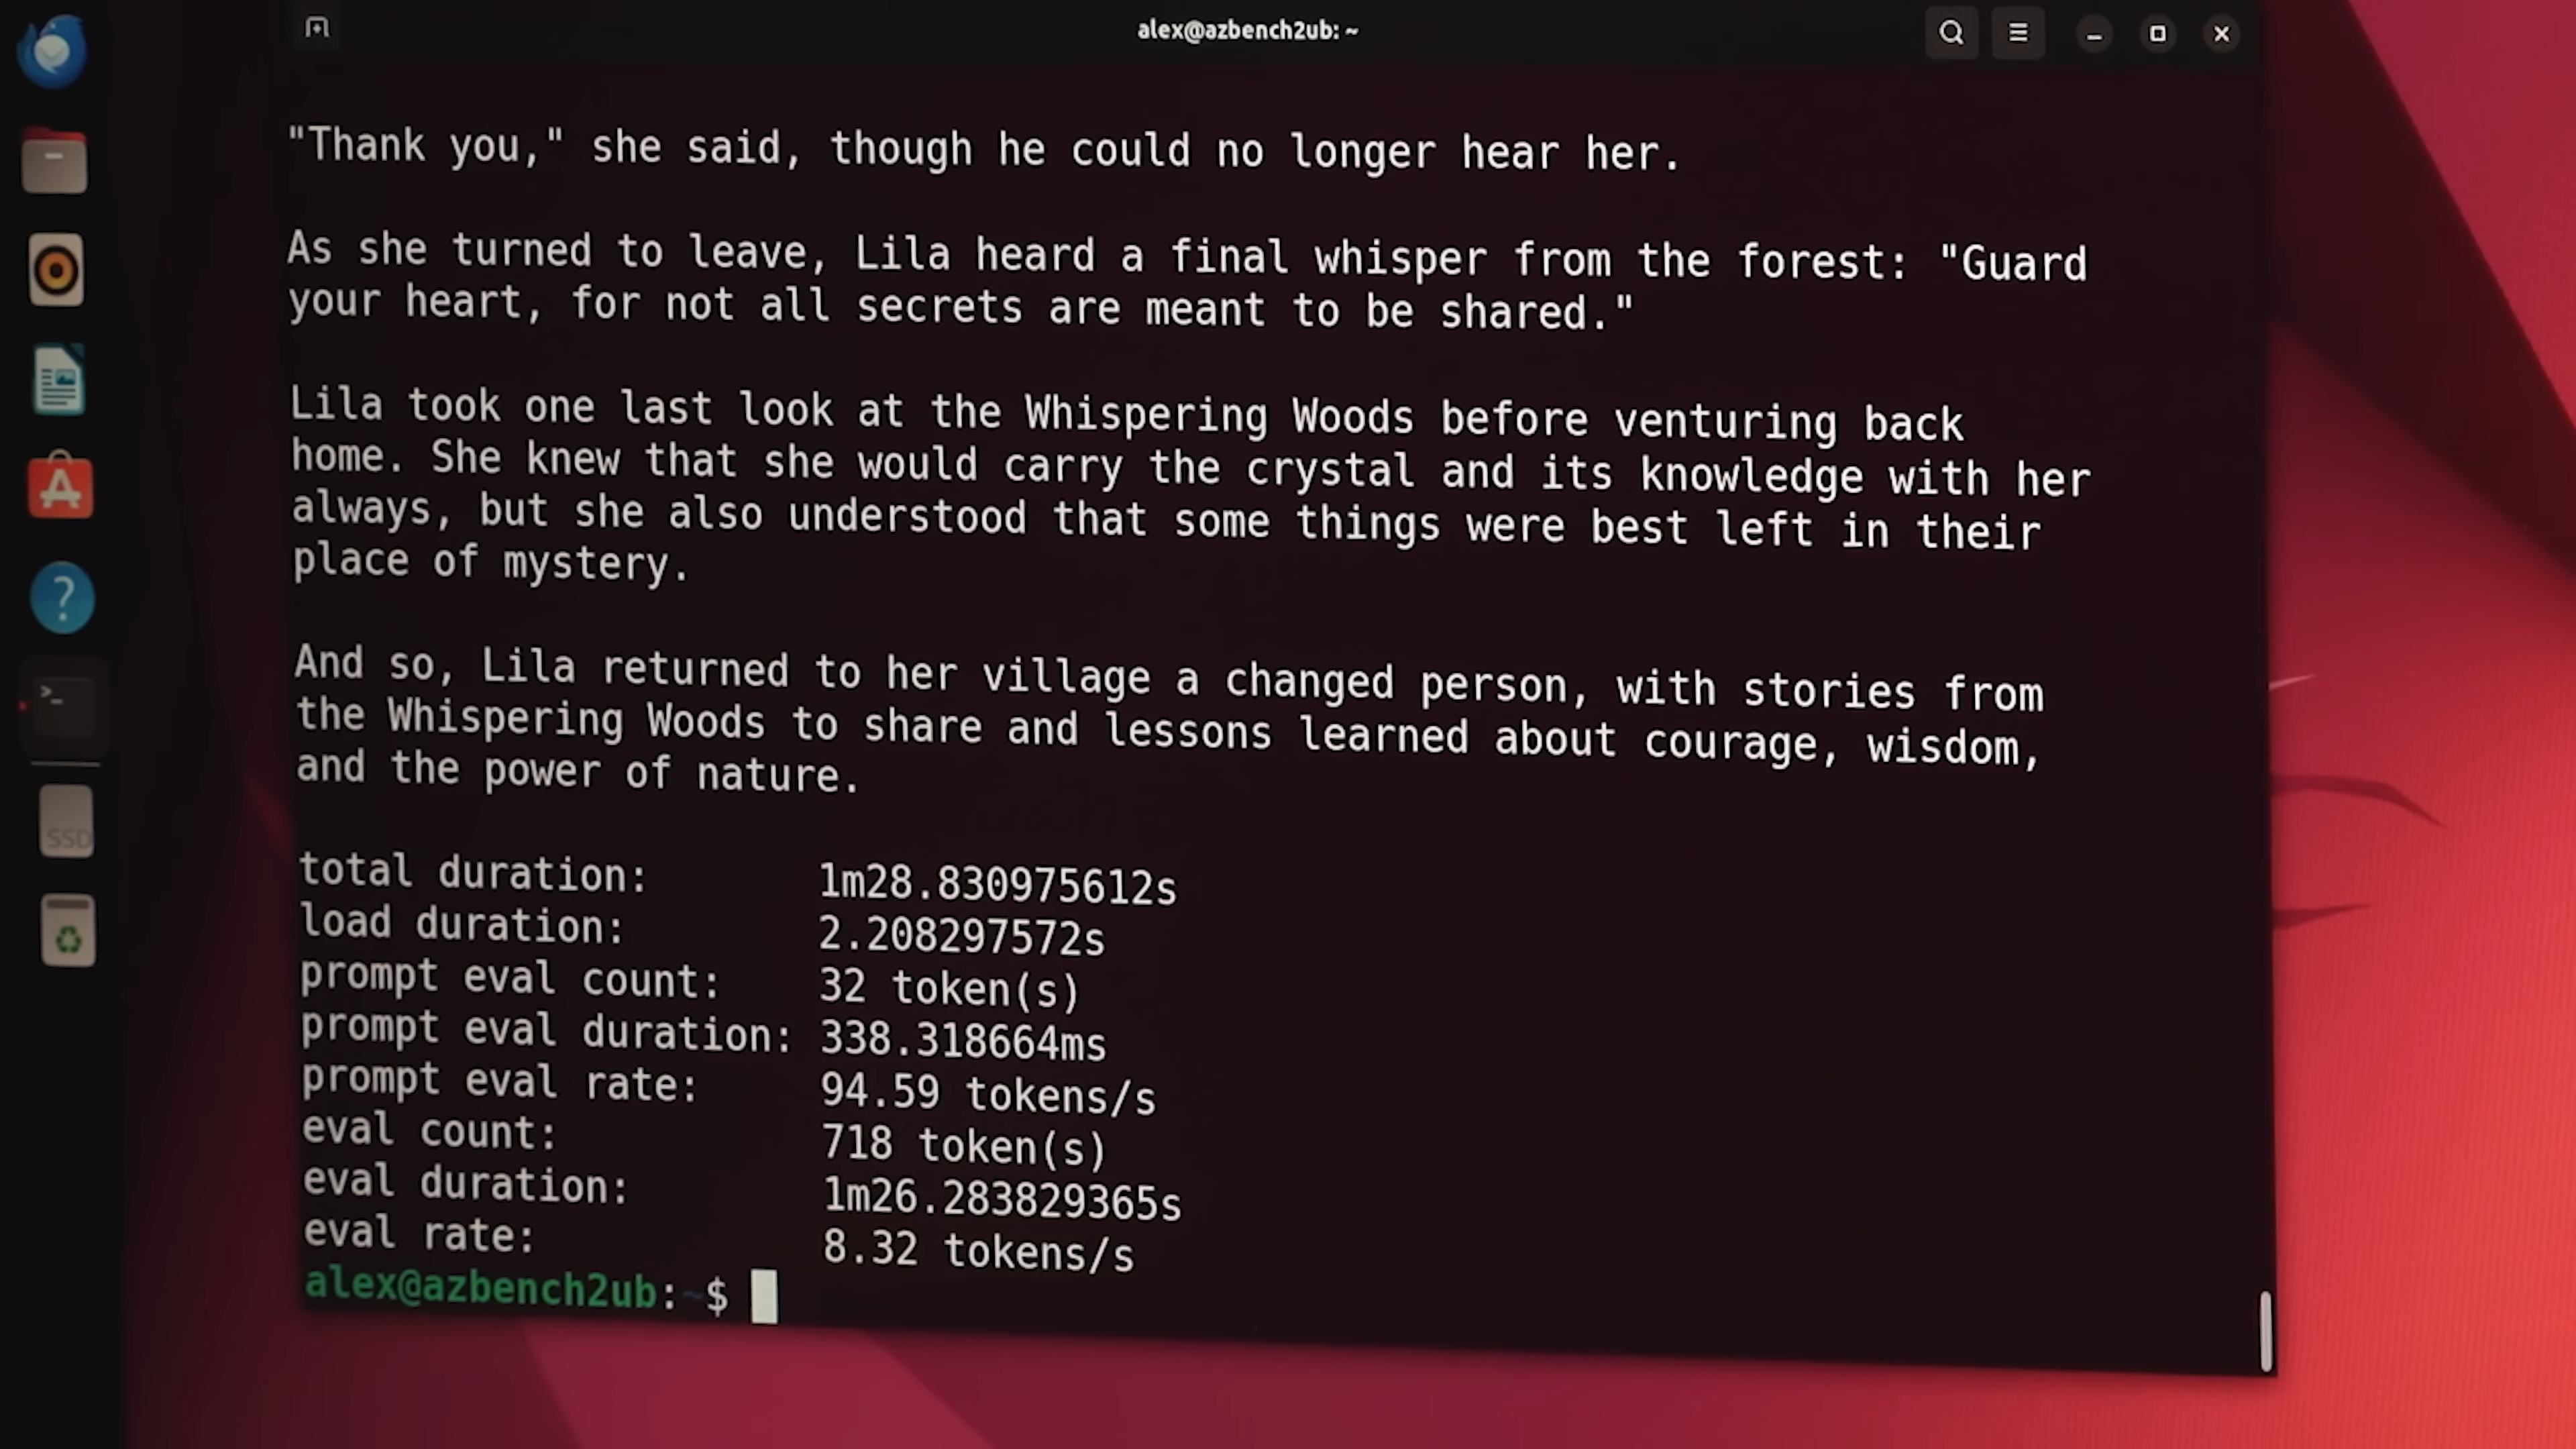 alex@azbench2ub: ~
"Thank you," she said, though he could no longer hear her.
As she turned to leave, Lila heard a final whisper from the forest: "Guard
your heart, for not all secrets are meant to be shared."
Lila took one last look at the Whispering Woods before venturing back
home. She knew that she would carry the crystal and its knowledge with her
always, but she also understood that some things were best left in their
place of mystery.
And so, Lila returned to her village a changed person, with stories from
the Whispering Woods to share and lessons learned about courage, wisdom,
and the power of nature.
total duration: 1m28.830975612s
load duration: 2.208297572s
prompt eval count: 32 token(s)
prompt eval duration: 338.318664ms
prompt eval rate: 94.59 tokens/s
eval count: 718 token(s)
eval duration: 1m26.283829365s
eval rate: 8.32 tokens/s
alex@azbench2ub:~$
SSD